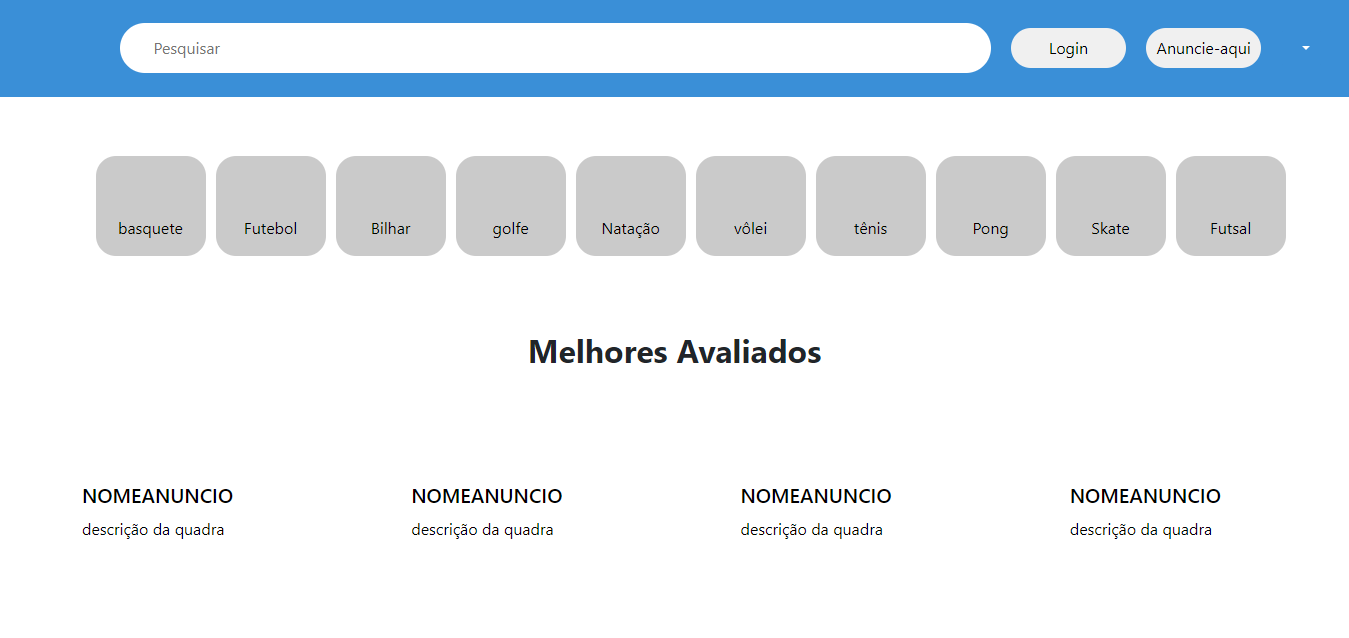 Pesquisar Login Anuncie-aqui
basquete Futebol Bilhar golfe Natação vôlei tênis Pong Skate Futsal
Melhores Avaliados
NOMEANUNCIO NOMEANUNCIO NOMEANUNCIO NOMEANUNCIO
descrição da quadra descrição da quadra descrição da quadra descrição da quadra